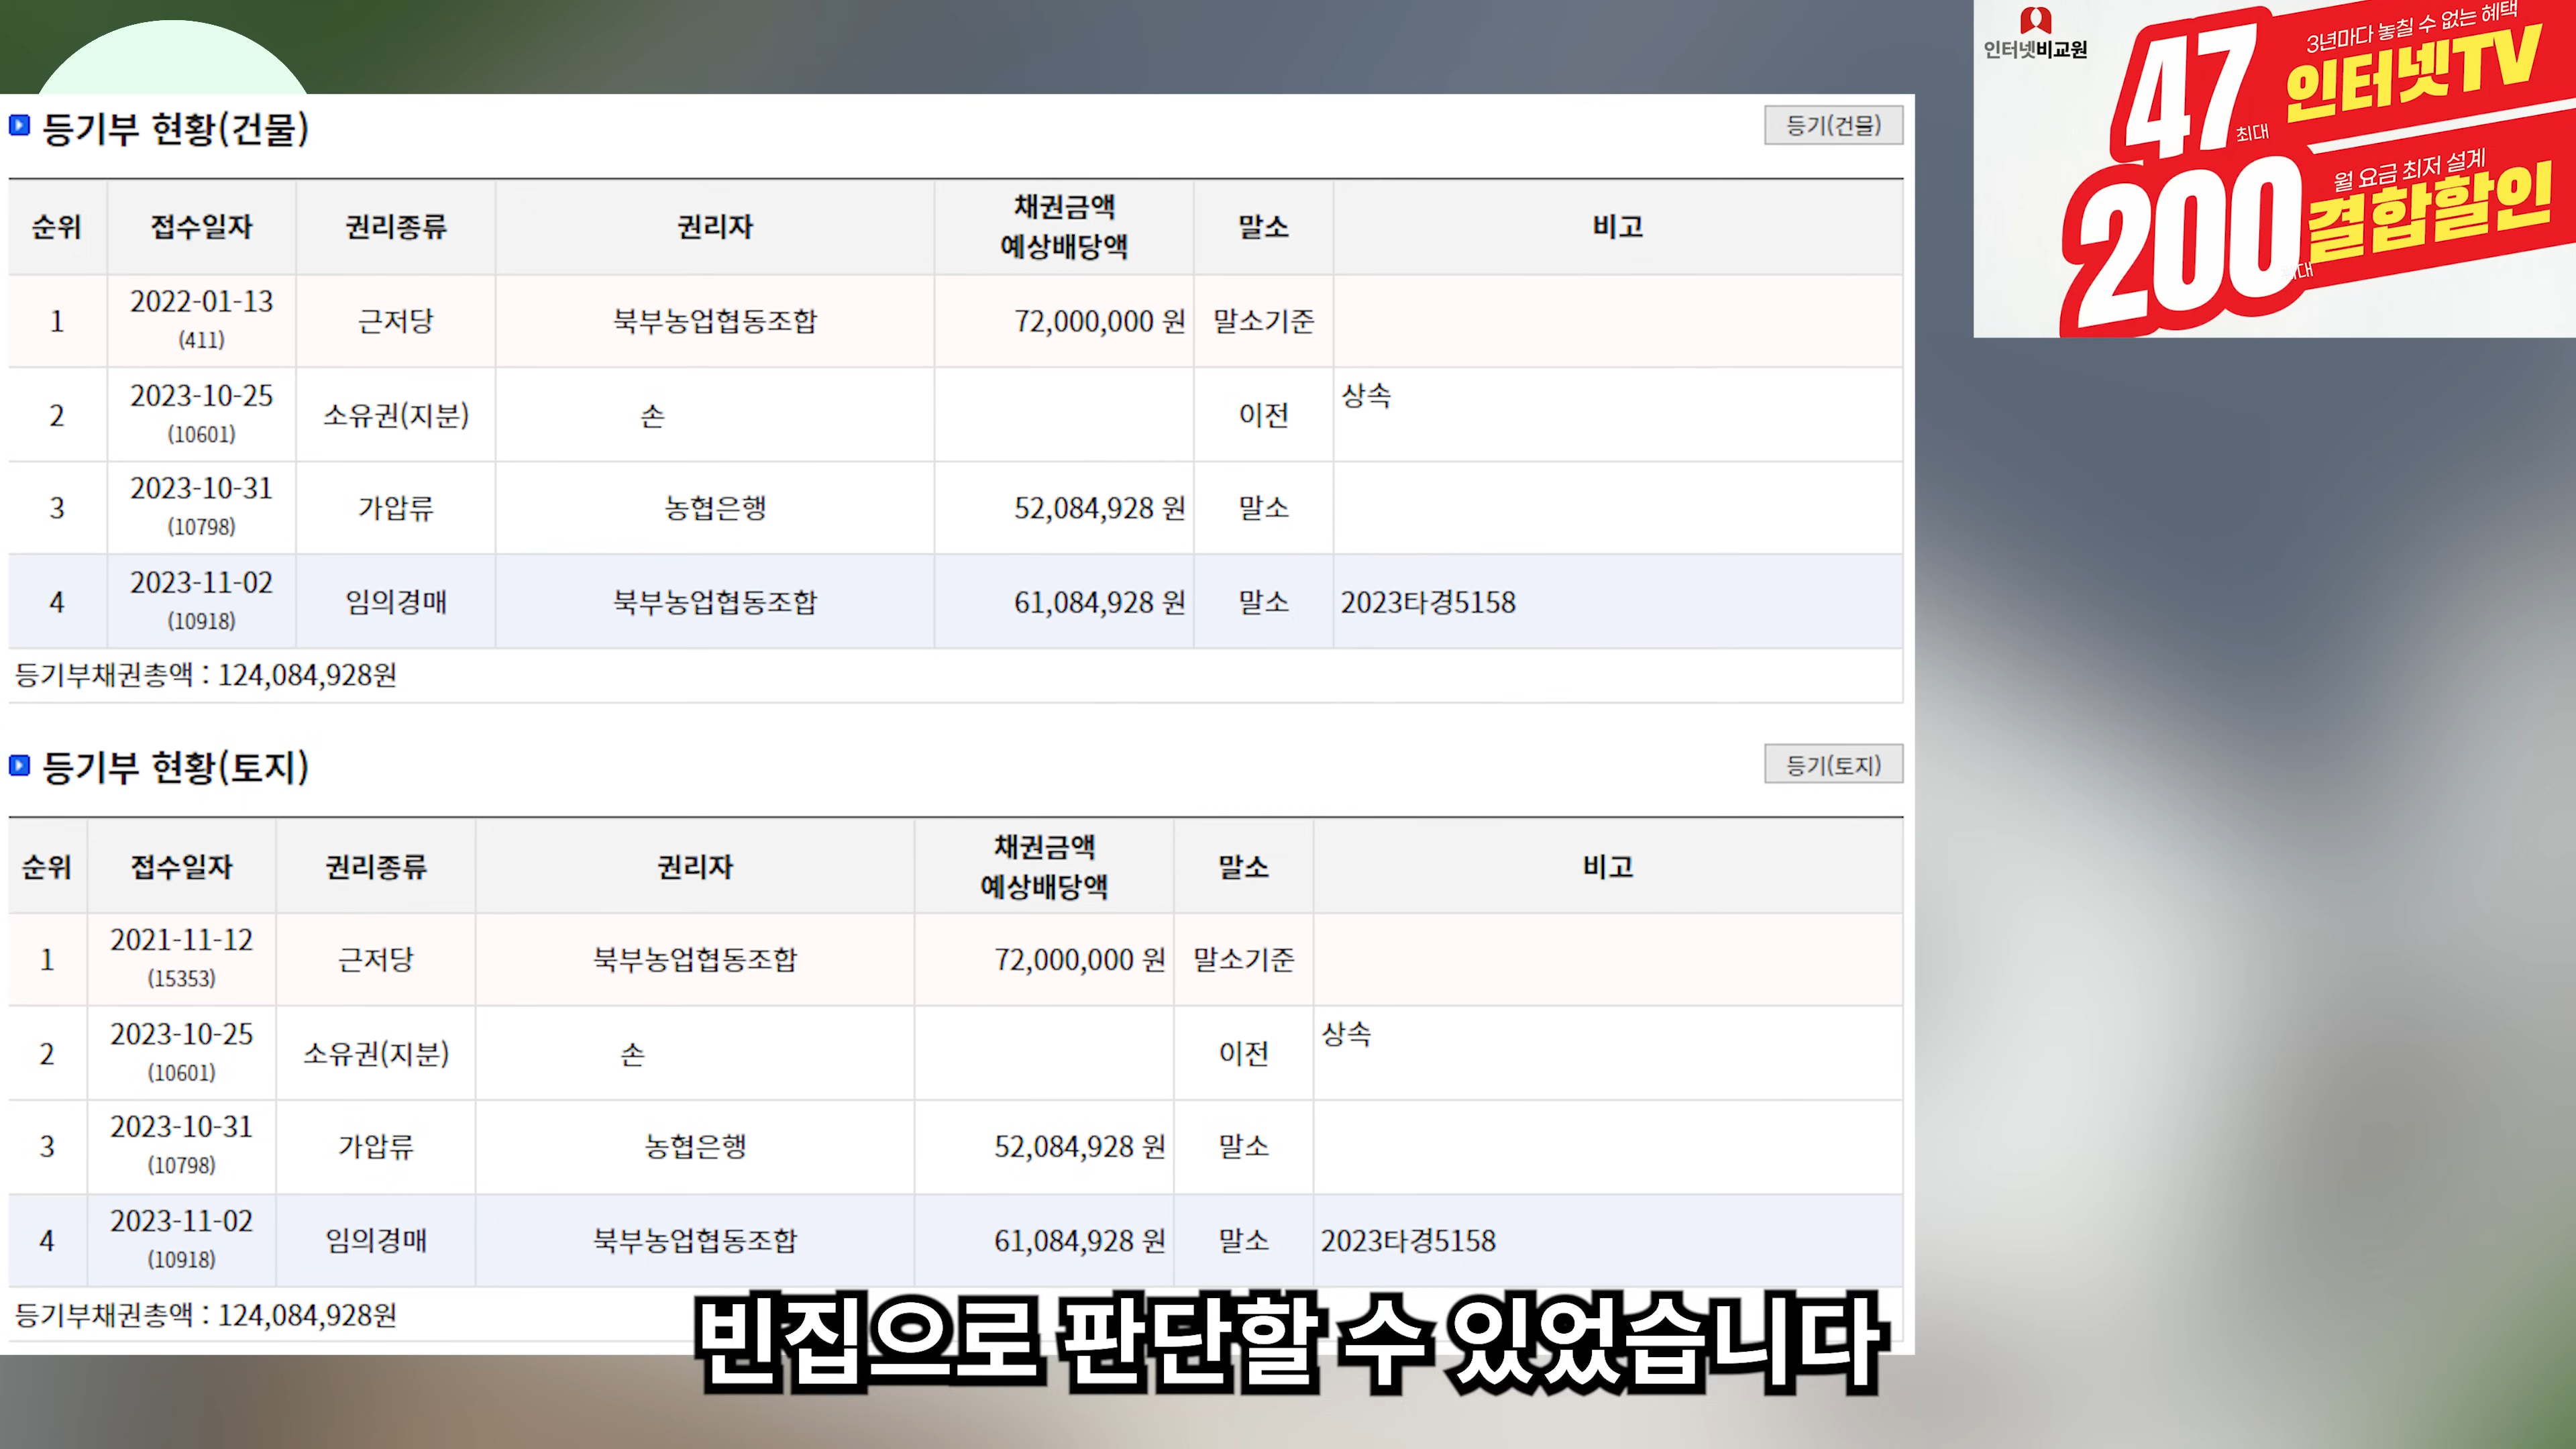 등기부 현황(건물)
등기(건물)
순위 접수일자 권리종류 권리자 채권금액 예상배당액 말소 비고
1 2022-01-13 (411) 근저당 북부농업협동조합 72,000,000 원 말소기준
2 2023-10-25 (10601) 소유권(지분) 손 이전 상속
3 2023-10-31 (10798) 가압류 농협은행 52,084,928 원 말소
4 2023-11-02 (10918) 임의경매 북부농업협동조합 61,084,928 원 말소 2023타경5158
등기부채권총액 : 124,084,928원
등기부 현황(토지)
등기(토지)
순위 접수일자 권리종류 권리자 채권금액 예상배당액 말소 비고
1 2021-11-12 (15353) 근저당 북부농업협동조합 72,000,000 원 말소기준
2 2023-10-25 (10601) 소유권(지분) 손 이전 상속
3 2023-10-31 (10798) 가압류 농협은행 52,084,928 원 말소
4 2023-11-02 (10918) 임의경매 북부농업협동조합 61,084,928 원 말소 2023타경5158
등기부채권총액 : 124,084,928원
빈집으로 판단할 수 있었습니다
인터넷비교원
3년마다 놓칠 수 없는 혜택
최대 47 인터넷TV
월 요금 최저 설계
200 결합할인